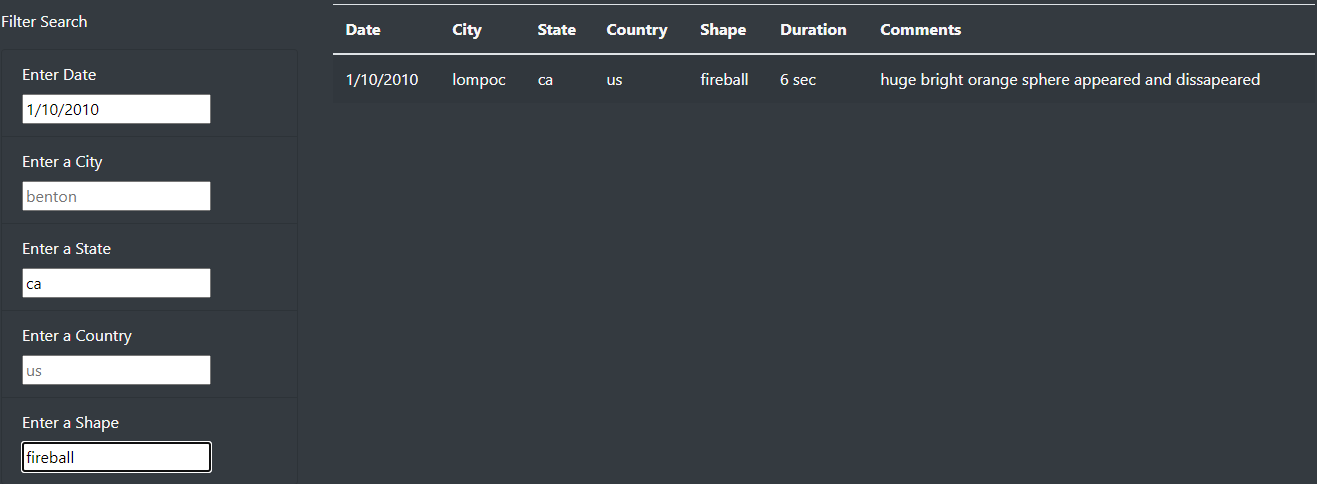 Filter Search
Enter Date
1/10/2010
Enter a City
benton
Enter a State
ca
Enter a Country
us
Enter a Shape
fireball
Date City State Country Shape Duration Comments
1/10/2010 lompoc ca us fireball 6 sec huge bright orange sphere appeared and dissapeared